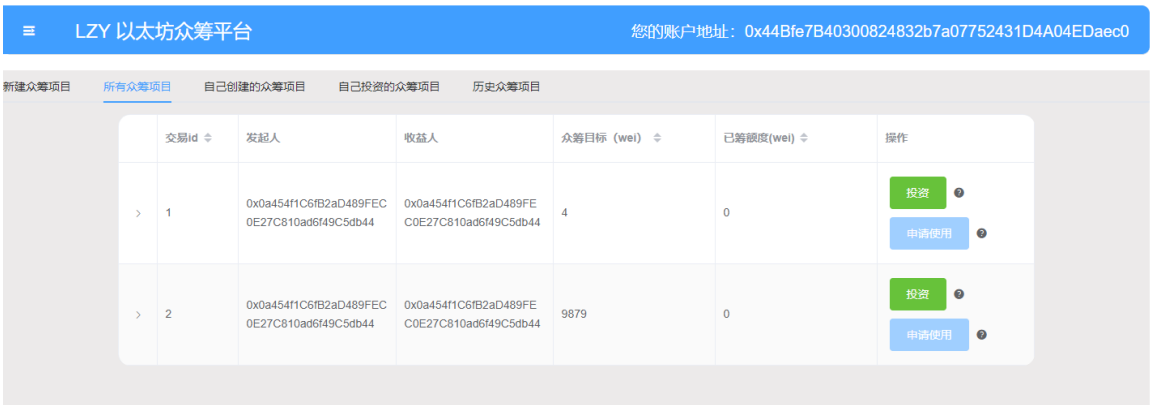 LZY 以太坊众筹平台
您的账户地址：0x44Bfe7B40300824832b7a07752431D4A04EDaec0
新建众筹项目
所有众筹项目
自己创建的众筹项目
自己投资的众筹项目
历史众筹项目
交易id
发起人
收益人
众筹目标（wei）
已筹额度(wei)
操作
1
0x0a454f1C6fB2aD489FEC
0E27C810ad6f49C5db44
0x0a454f1C6fB2aD489FE
C0E27C810ad6f49C5db44
4
0
投资
申请使用
2
0x0a454f1C6fB2aD489FEC
0E27C810ad6f49C5db44
0x0a454f1C6fB2aD489FE
C0E27C810ad6f49C5db44
9879
0
投资
申请使用